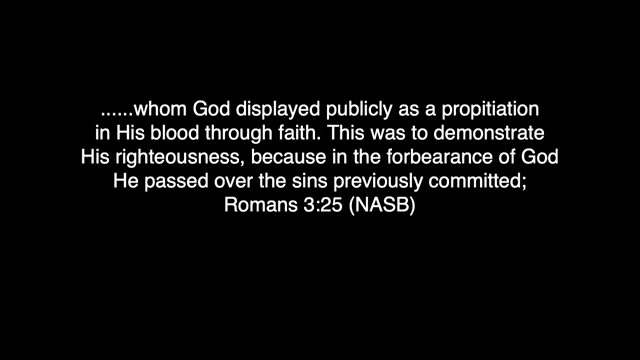 ......whom God displayed publicly as a propitiation
in His blood through faith. This was to demonstrate
His righteousness, because in the forbearance of God
He passed over the sins previously committed;
Romans 3:25 (NASB)